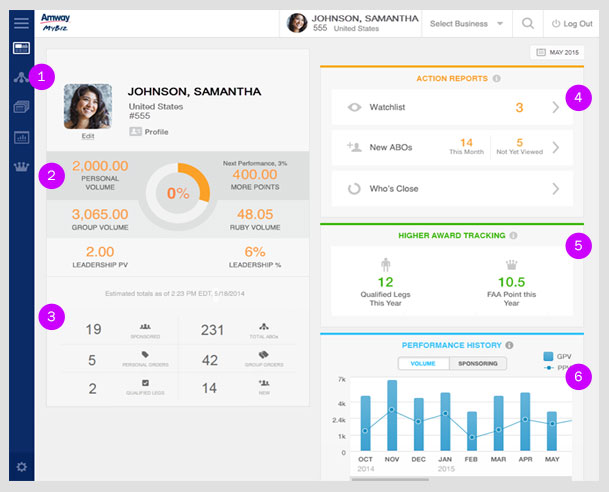 Amway
MYBIZ
JOHNSON, SAMANTHA
555 United States
Select Business
Log Out
MAY 2015
1
JOHNSON, SAMANTHA
United States
#555
Profile
Edit
2
2,000.00
PERSONAL
VOLUME
0%
Next Performance, 3%
400.00
MORE POINTS
3,065.00
GROUP VOLUME
48.05
RUBY VOLUME
2.00
LEADERSHIP PV
6%
LEADERSHIP %
Estimated totals as of 2:23 PM EDT, 5/18/2014
3
19
SPONSORED
231
TOTAL ABOs
5
PERSONAL ORDERS
42
GROUP ORDERS
2
QUALIFIED LEGS
14
NEW
ACTION REPORTS
4
Watchlist
3
New ABOs
14
This Month
5
Not Yet Viewed
Who's Close
HIGHER AWARD TRACKING
5
12
Qualified Legs
This Year
10.5
FAA Point this
Year
PERFORMANCE HISTORY
VOLUME
SPONSORING
GPV
PPV
6
7k
4k
2.4k
1k
0
OCT NOV DEC JAN FEB MAR APR MAY
2014 2015